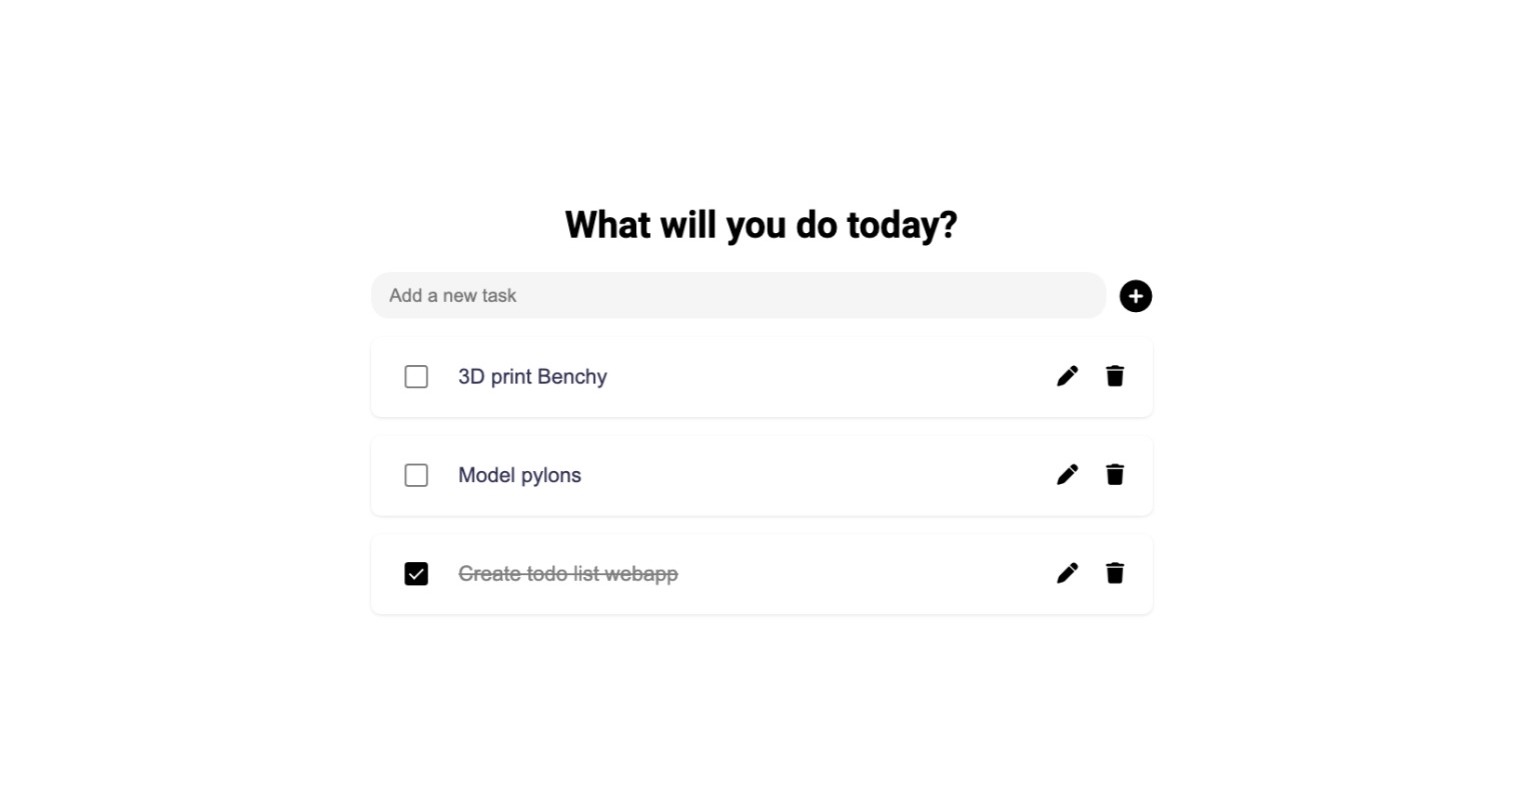 What will you do today?
Add a new task
3D print Benchy
Model pylons
Create todo list webapp